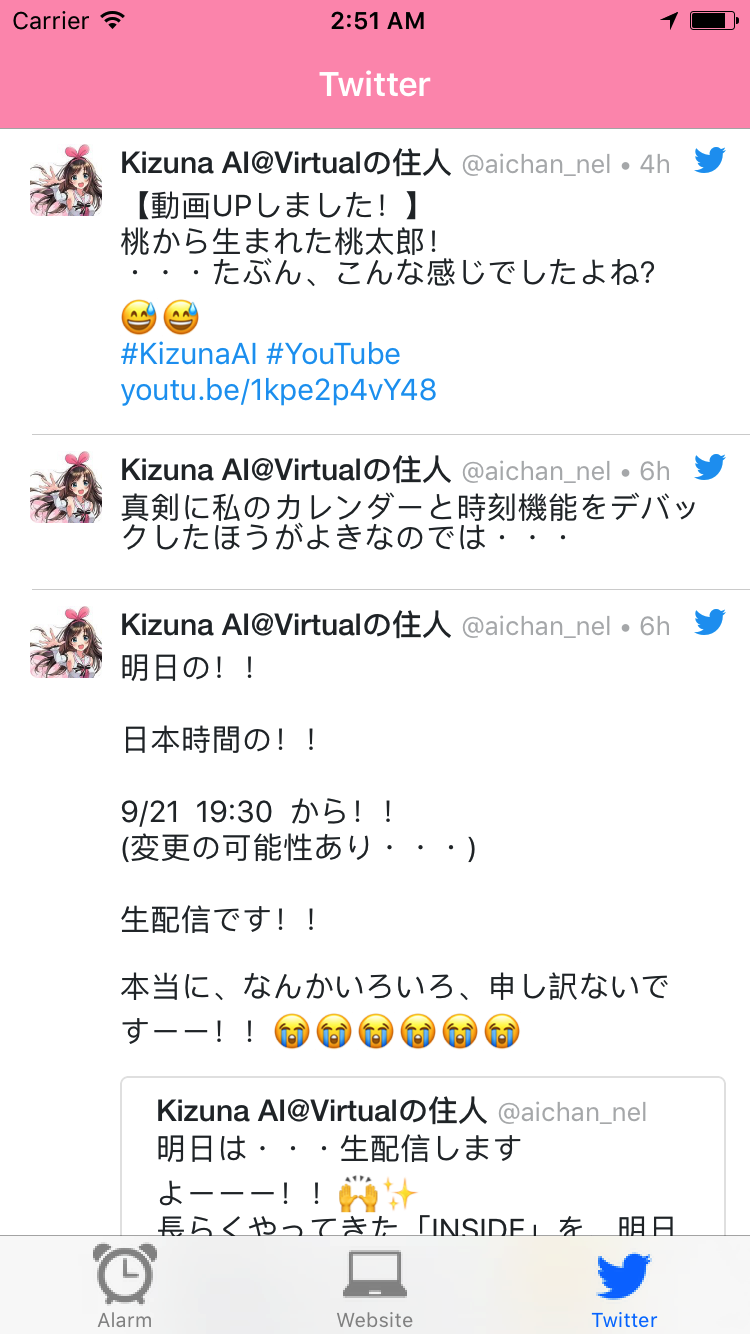 Carrier 2:51 AM
Twitter
Kizuna AI@Virtualの住人 @aichan_nel • 4h
【動画UPしました！】
桃から生まれた桃太郎！
・・・たぶん、こんな感じでしたよね?
😅😅
#KizunaAI #YouTube
youtu.be/1kpe2p4vY48
Kizuna AI@Virtualの住人 @aichan_nel • 6h
真剣に私のカレンダーと時刻機能をデバッ
クしたほうがよきなのでは・・・
Kizuna AI@Virtualの住人 @aichan_nel • 6h
明日の！！
日本時間の！！
9/21 19:30 から！！
(変更の可能性あり・・・)
生配信です！！
本当に、なんかいろいろ、申し訳ないで
すーー！！😭😭😭😭😭😭
Kizuna AI@Virtualの住人 @aichan_nel
明日は・・・生配信します
よーーー！！🙌✨
長らくやってきた「INSIDE」を、明日
Alarm Website Twitter